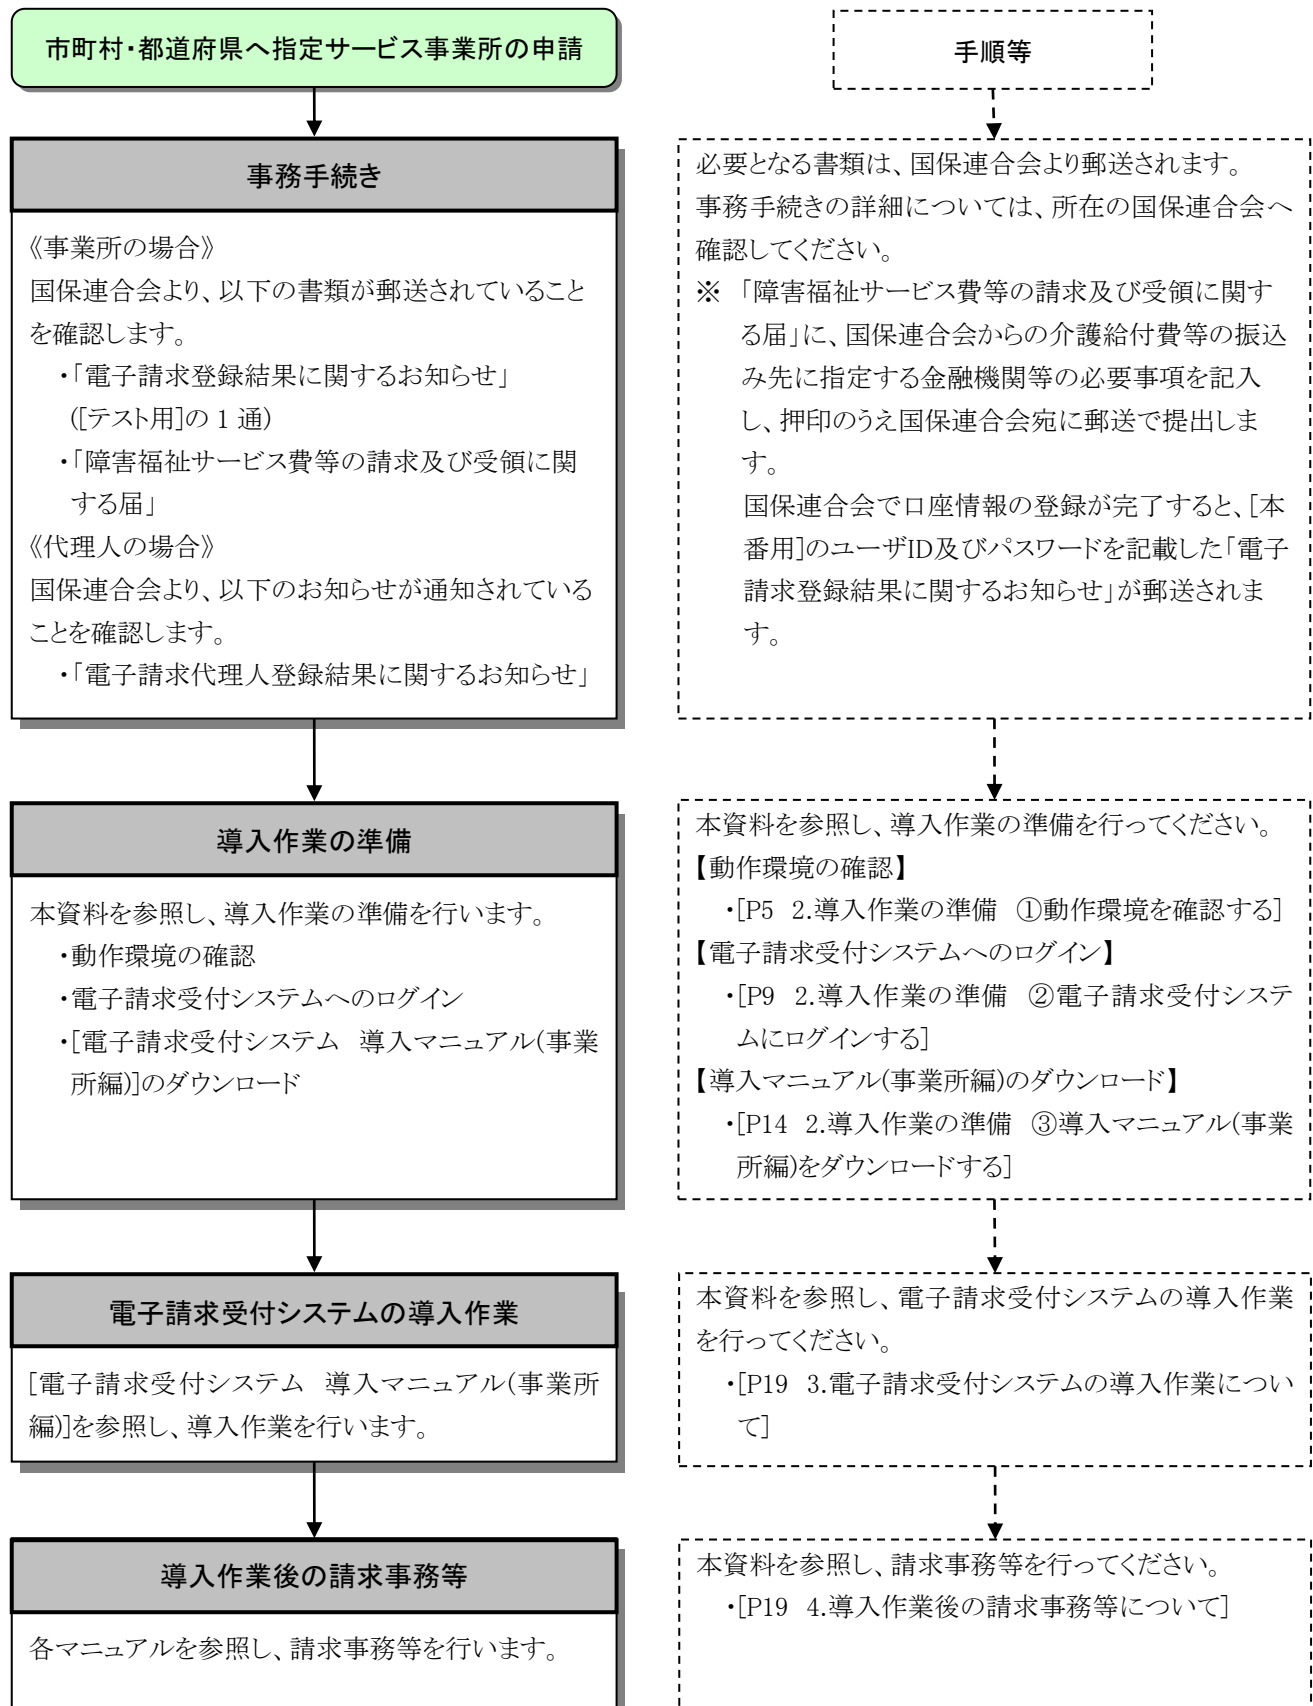 市町村・都道府県へ指定サービス事業所の申請
手順等
事務手続き
《事業所の場合》
国保連合会より、以下の書類が郵送されていること
を確認します。
・「電子請求登録結果に関するお知らせ」
([テスト用]の 1 通)
・「障害福祉サービス費等の請求及び受領に関
する届」
《代理人の場合》
国保連合会より、以下のお知らせが通知されている
ことを確認します。
・「電子請求代理人登録結果に関するお知らせ」
必要となる書類は、国保連合会より郵送されます。
事務手続きの詳細については、所在の国保連合会へ
確認してください。
※ 「障害福祉サービス費等の請求及び受領に関す
る届」に、国保連合会からの介護給付費等の振込
み先に指定する金融機関等の必要事項を記入
し、押印のうえ国保連合会宛に郵送で提出しま
す。
国保連合会で口座情報の登録が完了すると、[本
番用]のユーザID及びパスワードを記載した「電子
請求登録結果に関するお知らせ」が郵送されま
す。
導入作業の準備
本資料を参照し、導入作業の準備を行います。
・動作環境の確認
・電子請求受付システムへのログイン
・[電子請求受付システム 導入マニュアル(事業
所編)]のダウンロード
本資料を参照し、導入作業の準備を行ってください。
【動作環境の確認】
・[P5 2.導入作業の準備 ①動作環境を確認する]
【電子請求受付システムへのログイン】
・[P9 2.導入作業の準備 ②電子請求受付システ
ムにログインする]
【導入マニュアル(事業所編)のダウンロード】
・[P14 2.導入作業の準備 ③導入マニュアル(事業
所編)をダウンロードする]
電子請求受付システムの導入作業
[電子請求受付システム 導入マニュアル(事業所
編)]を参照し、導入作業を行います。
本資料を参照し、電子請求受付システムの導入作業
を行ってください。
・[P19 3.電子請求受付システムの導入作業につい
て]
導入作業後の請求事務等
各マニュアルを参照し、請求事務等を行います。
本資料を参照し、請求事務等を行ってください。
・[P19 4.導入作業後の請求事務等について]